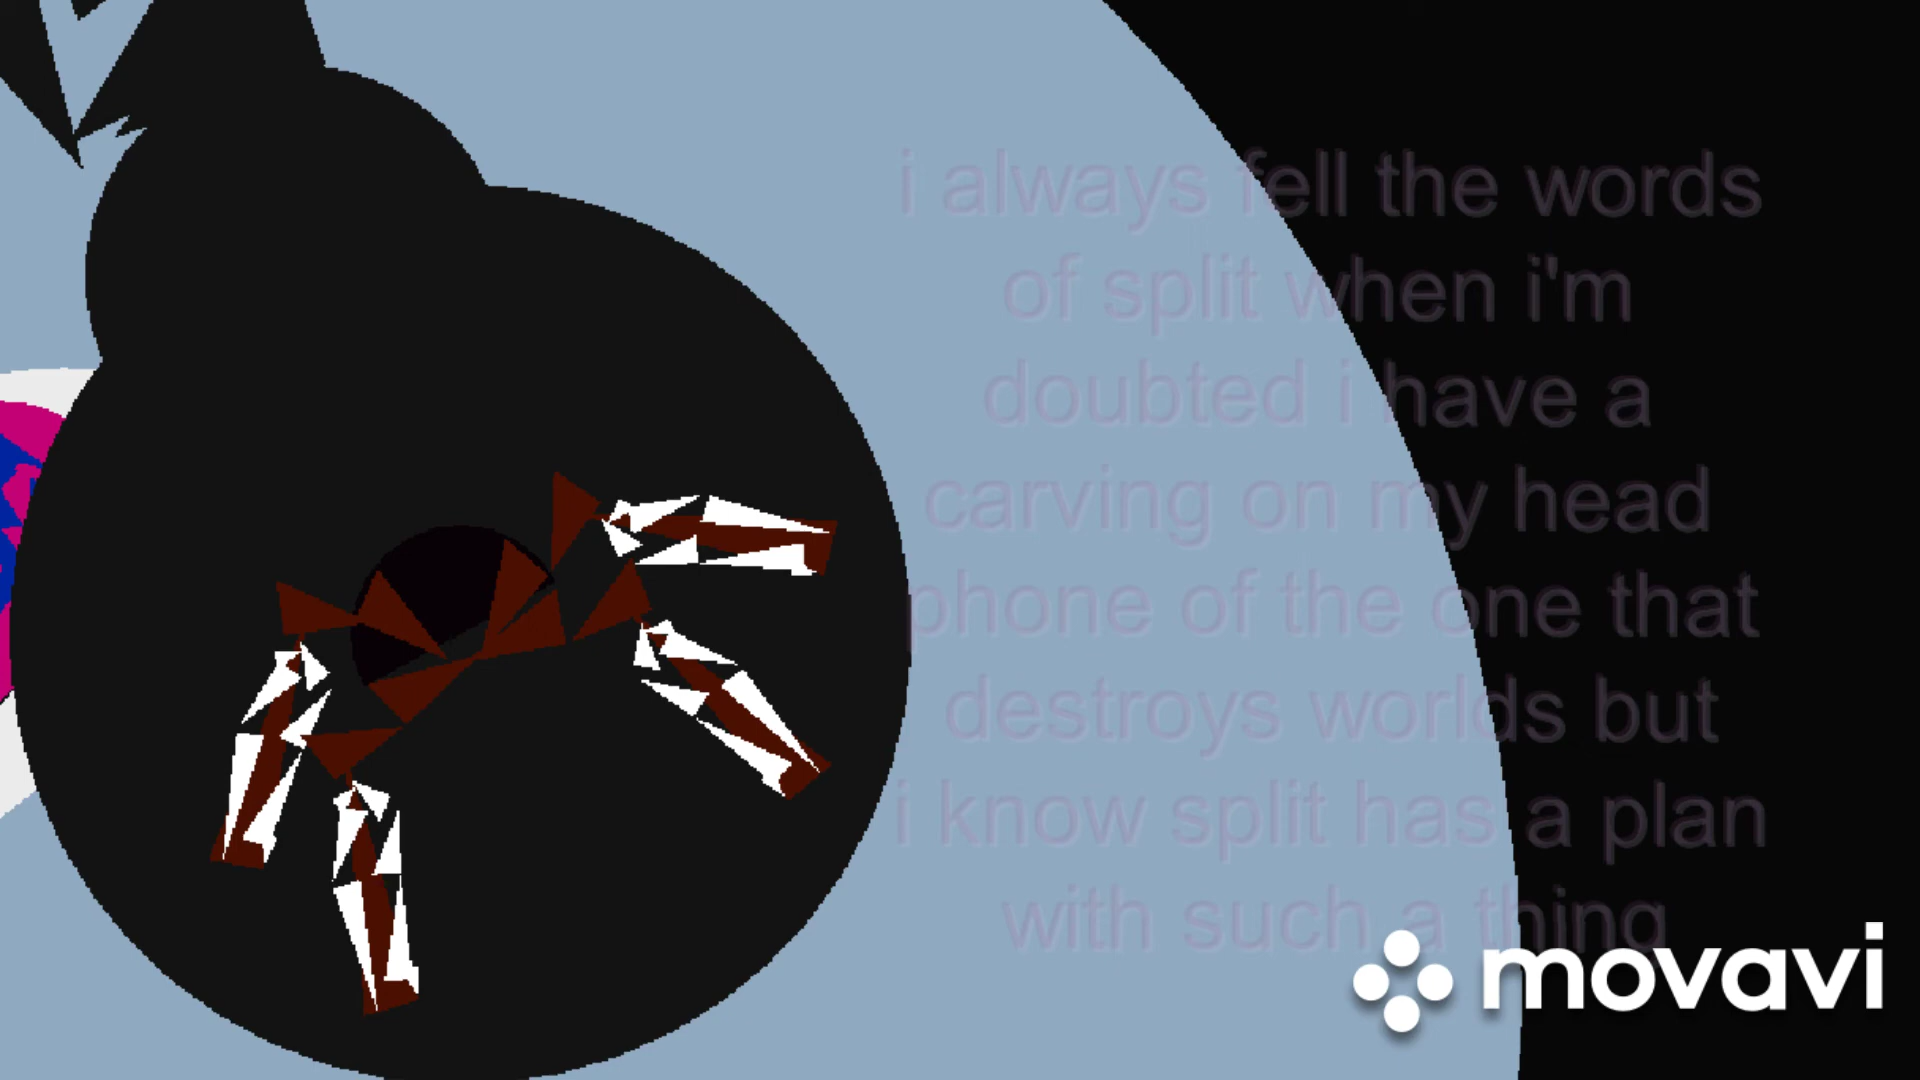 i always fell the words
of split when i'm
doubted i have a
carving on my head
phone of the one that
destroys worlds but
i know split has a plan
with such a thing
movavi